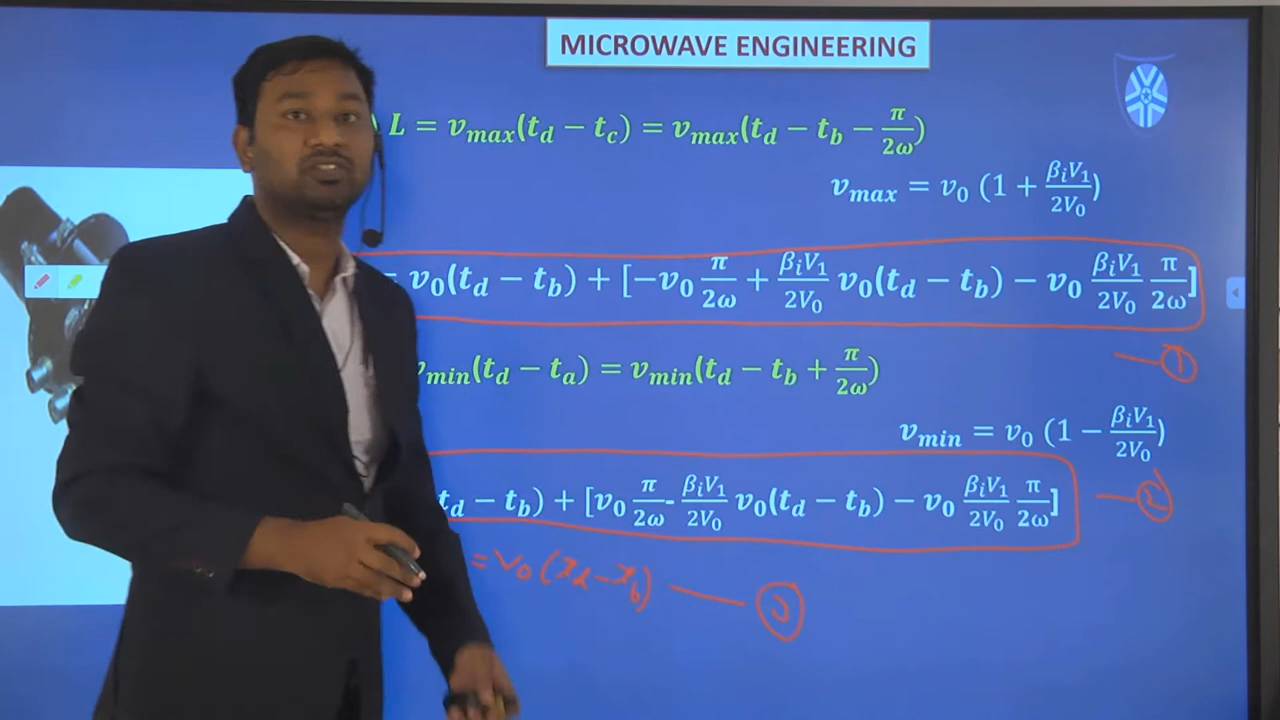 MICROWAVE ENGINEERING
L = v_max(t_d − t_c) = v_max(t_d − t_b − π/2ω)
v_max = v_0 (1 + β_iV_1/2V_0)
= v_0(t_d − t_b) + [−v_0 π/2ω + β_iV_1/2V_0 v_0(t_d − t_b) − v_0 β_iV_1/2V_0 π/2ω]
①
v_min(t_d − t_a) = v_min(t_d − t_b + π/2ω)
v_min = v_0 (1 − β_iV_1/2V_0)
t_d − t_b) + [v_0 π/2ω - β_iV_1/2V_0 v_0(t_d − t_b) − v_0 β_iV_1/2V_0 π/2ω]
②
= v_0 (t_d − t_b) — ③